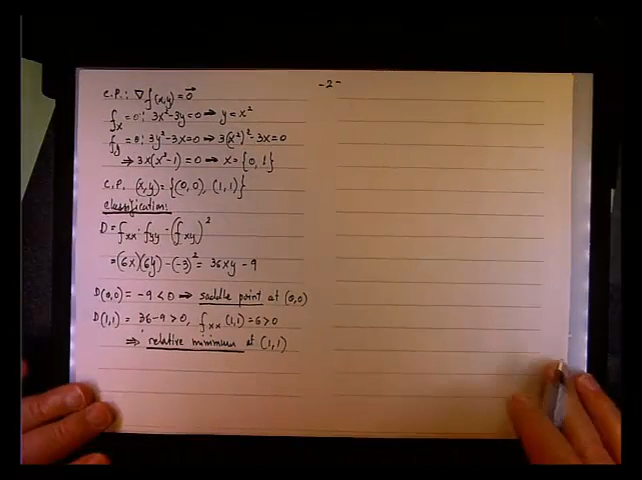 -2-
C.P.: ∇f(x,y) = 0⃗
fx = 0: 3x²-3y=0 → y = x²
fy = 0: 3y²-3x=0 → 3(x²)²-3x=0
⇒ 3x(x³-1) = 0 → x = {0, 1}
C.P. (x,y) = {(0,0), (1,1)}
classification:
D = fxx · fyy - (fxy)²
= (6x)(6y) - (-3)² = 36xy - 9
D(0,0) = -9 < 0 ⇒ saddle point at (0,0)
D(1,1) = 36-9 > 0, fxx (1,1) = 6 > 0
⇒ relative minimum at (1,1)